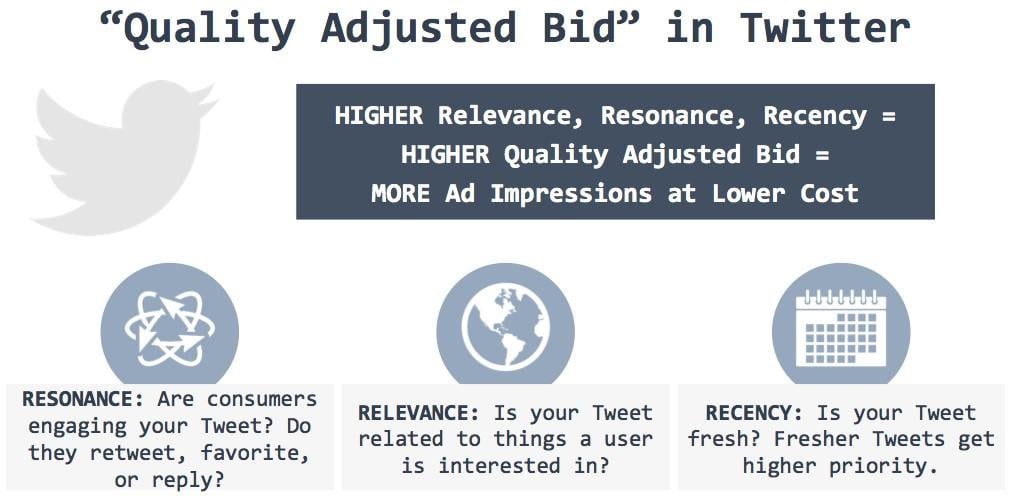 “Quality Adjusted Bid” in Twitter
HIGHER Relevance, Resonance, Recency =
HIGHER Quality Adjusted Bid =
MORE Ad Impressions at Lower Cost
RESONANCE: Are consumers
engaging your Tweet? Do
they retweet, favorite,
or reply?
RELEVANCE: Is your Tweet
related to things a user
is interested in?
RECENCY: Is your Tweet
fresh? Fresher Tweets get
higher priority.